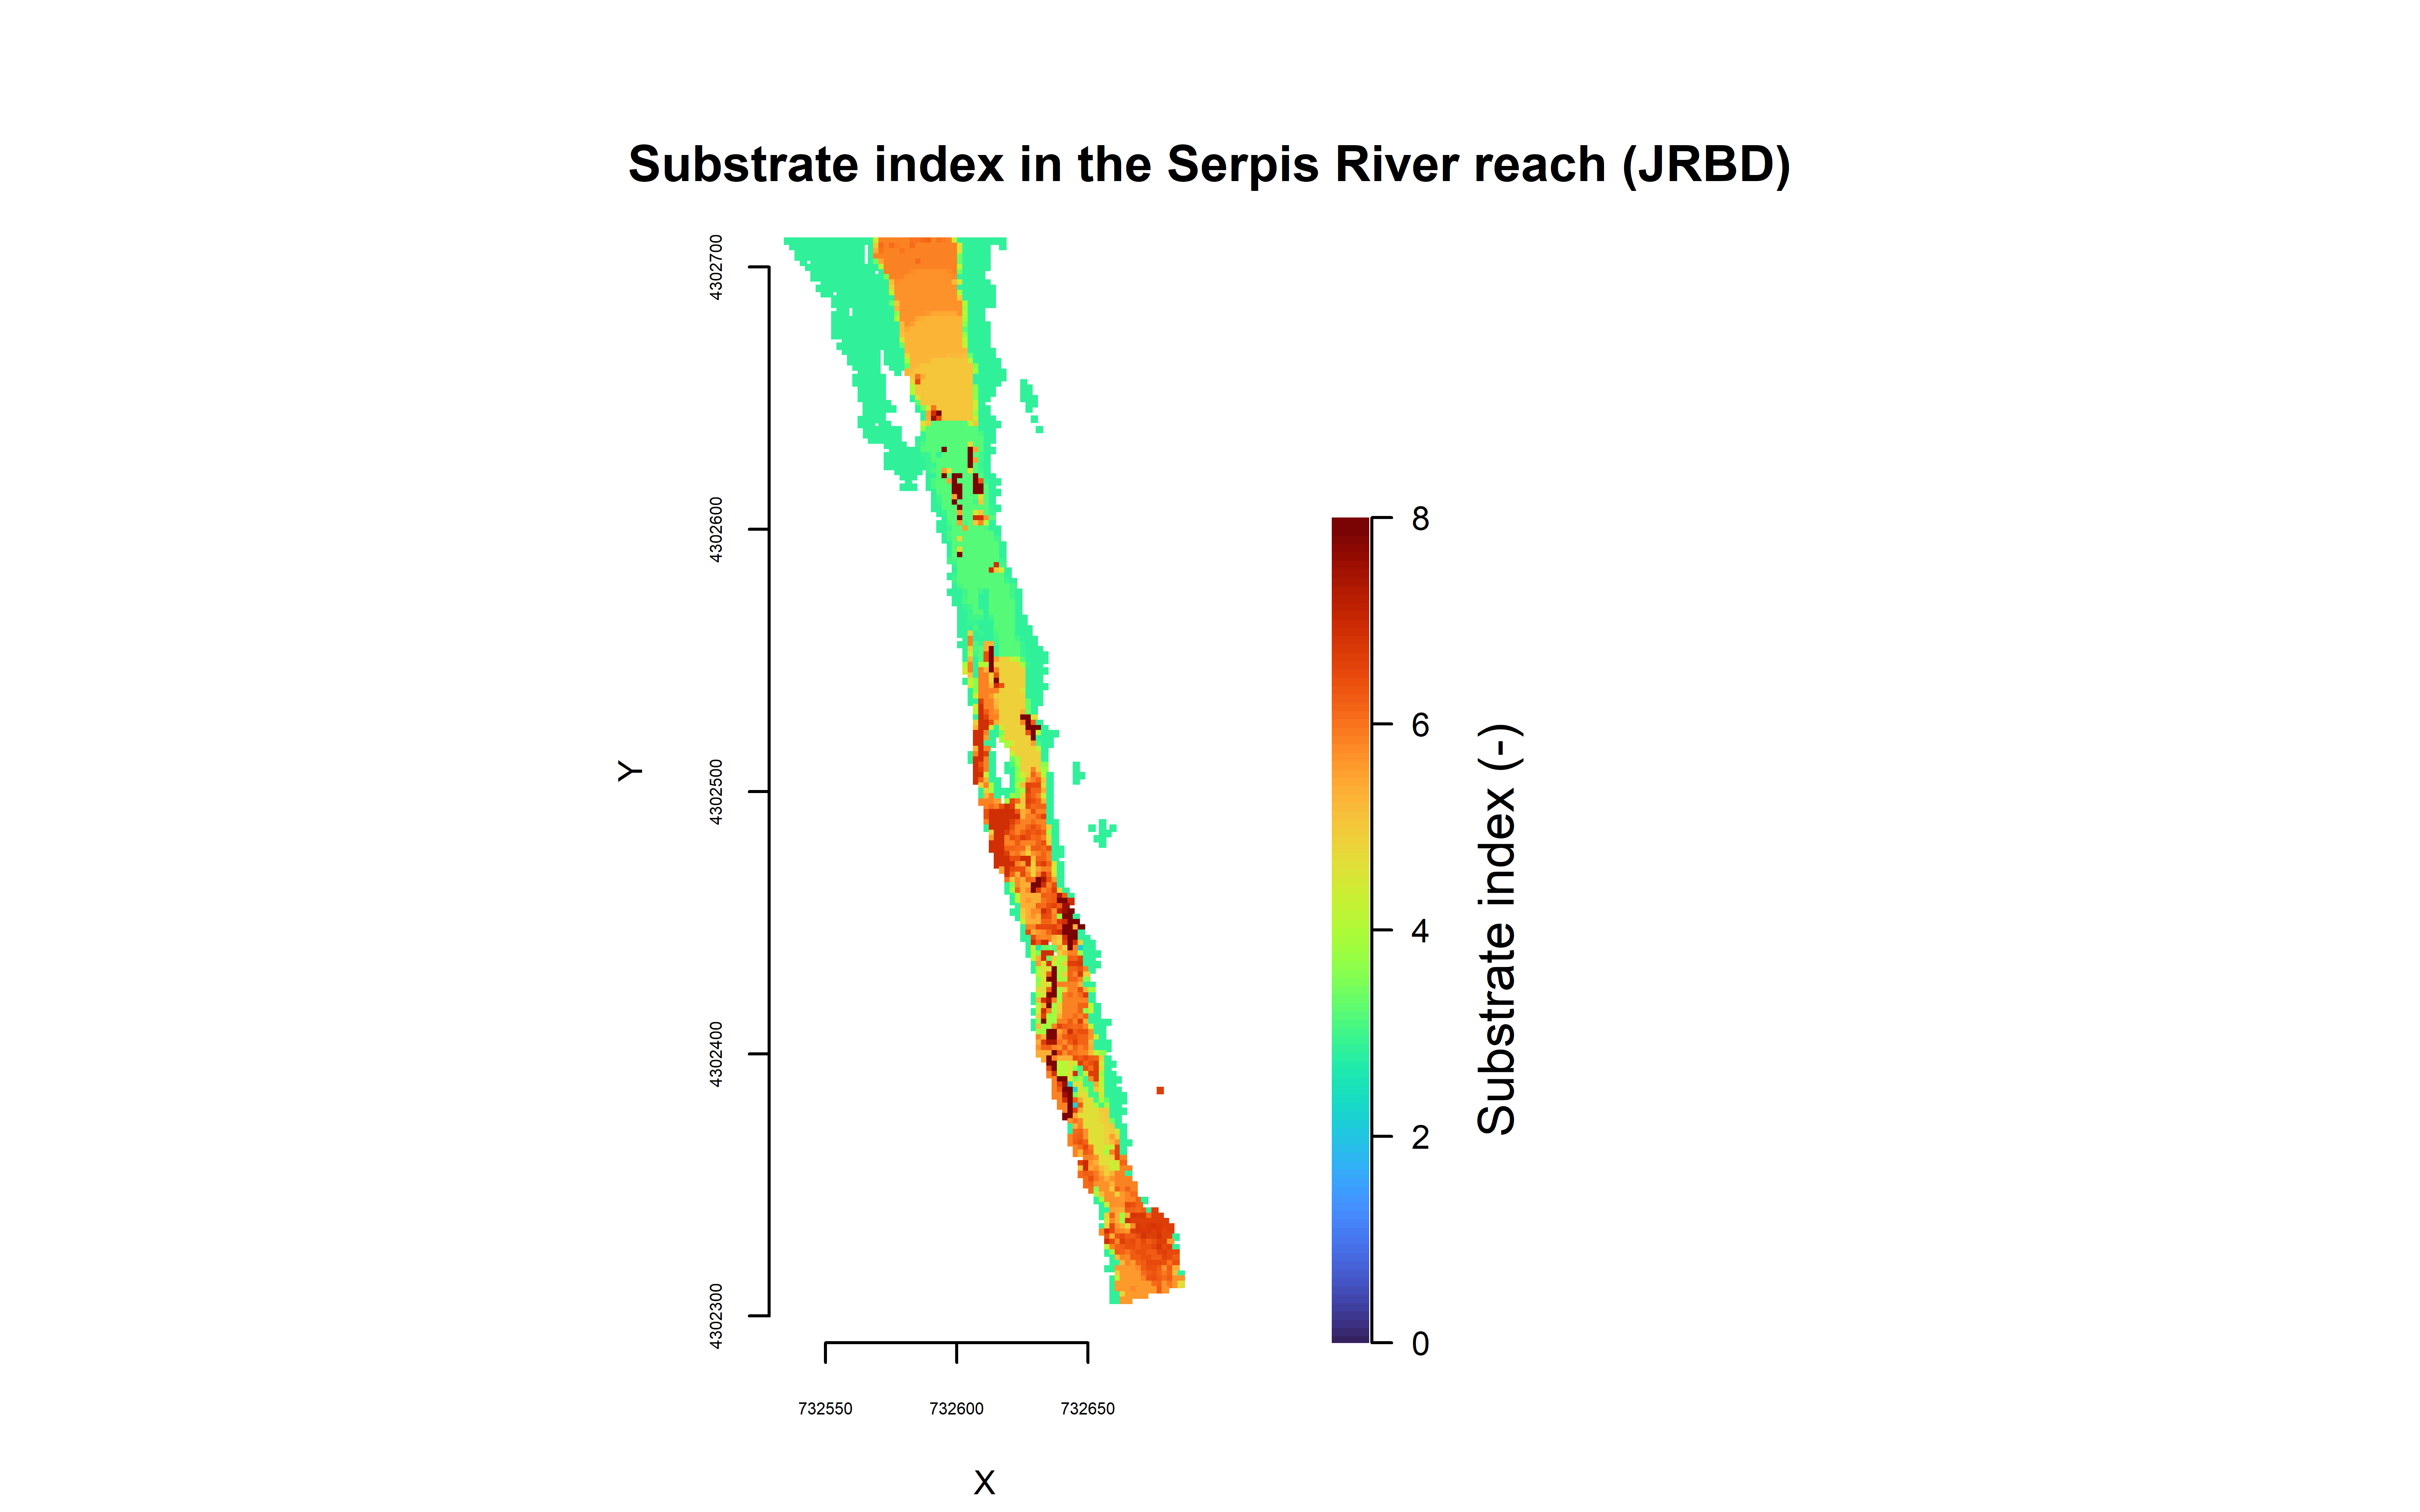 Substrate index in the Serpis River reach (JRBD)
Y
4302700
4302600
4302500
4302400
4302300
732550 732600 732650
X
8
6
4
2
0
Substrate index (-)